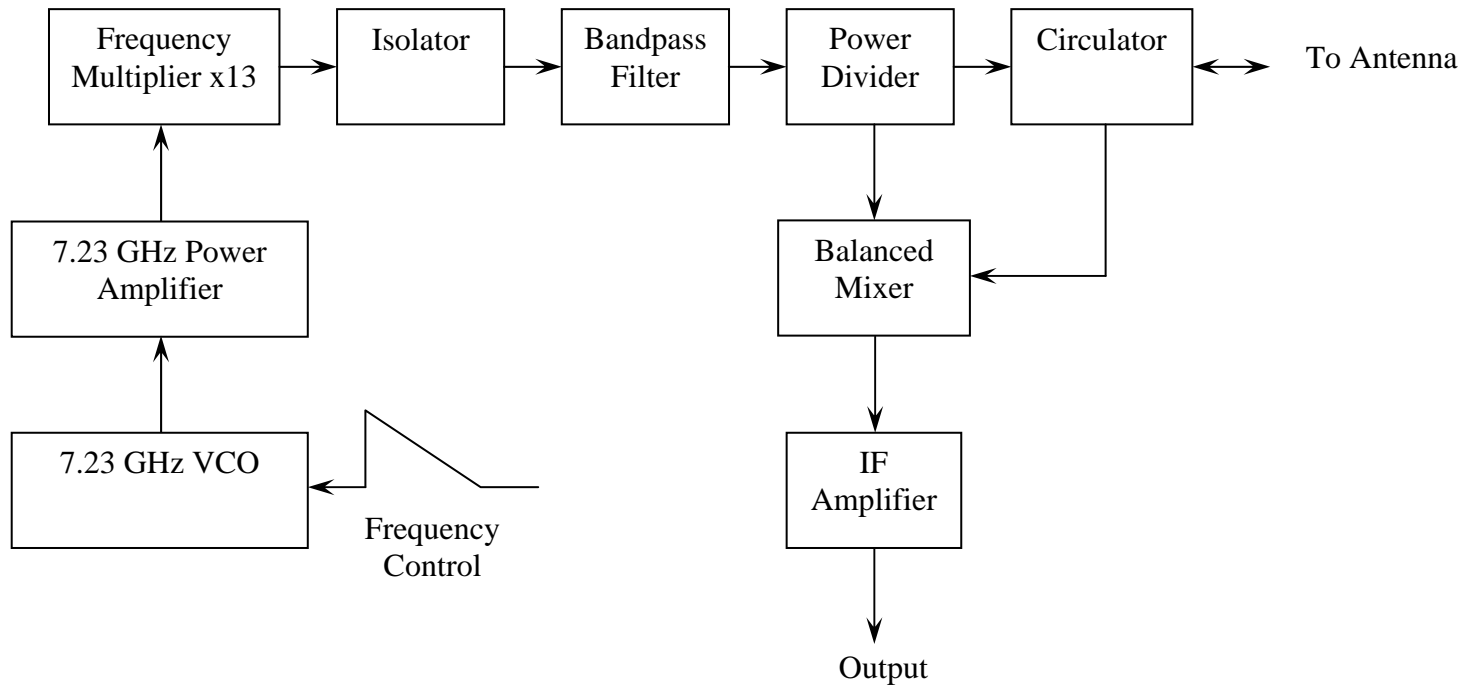 Frequency
Multiplier x13
Isolator
Bandpass
Filter
Power
Divider
Circulator
To Antenna
7.23 GHz Power
Amplifier
Balanced
Mixer
7.23 GHz VCO
Frequency
Control
IF
Amplifier
Output